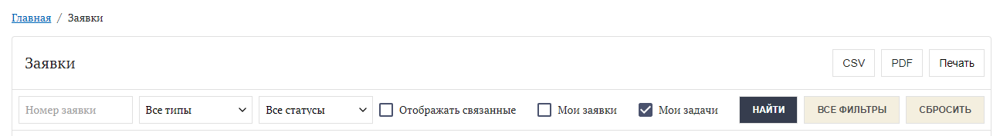 Главная / Заявки
Заявки CSV PDF Печать
Номер заявки Все типы Все статусы Отображать связанные Мои заявки Мои задачи НАЙТИ ВСЕ ФИЛЬТРЫ СБРОСИТЬ